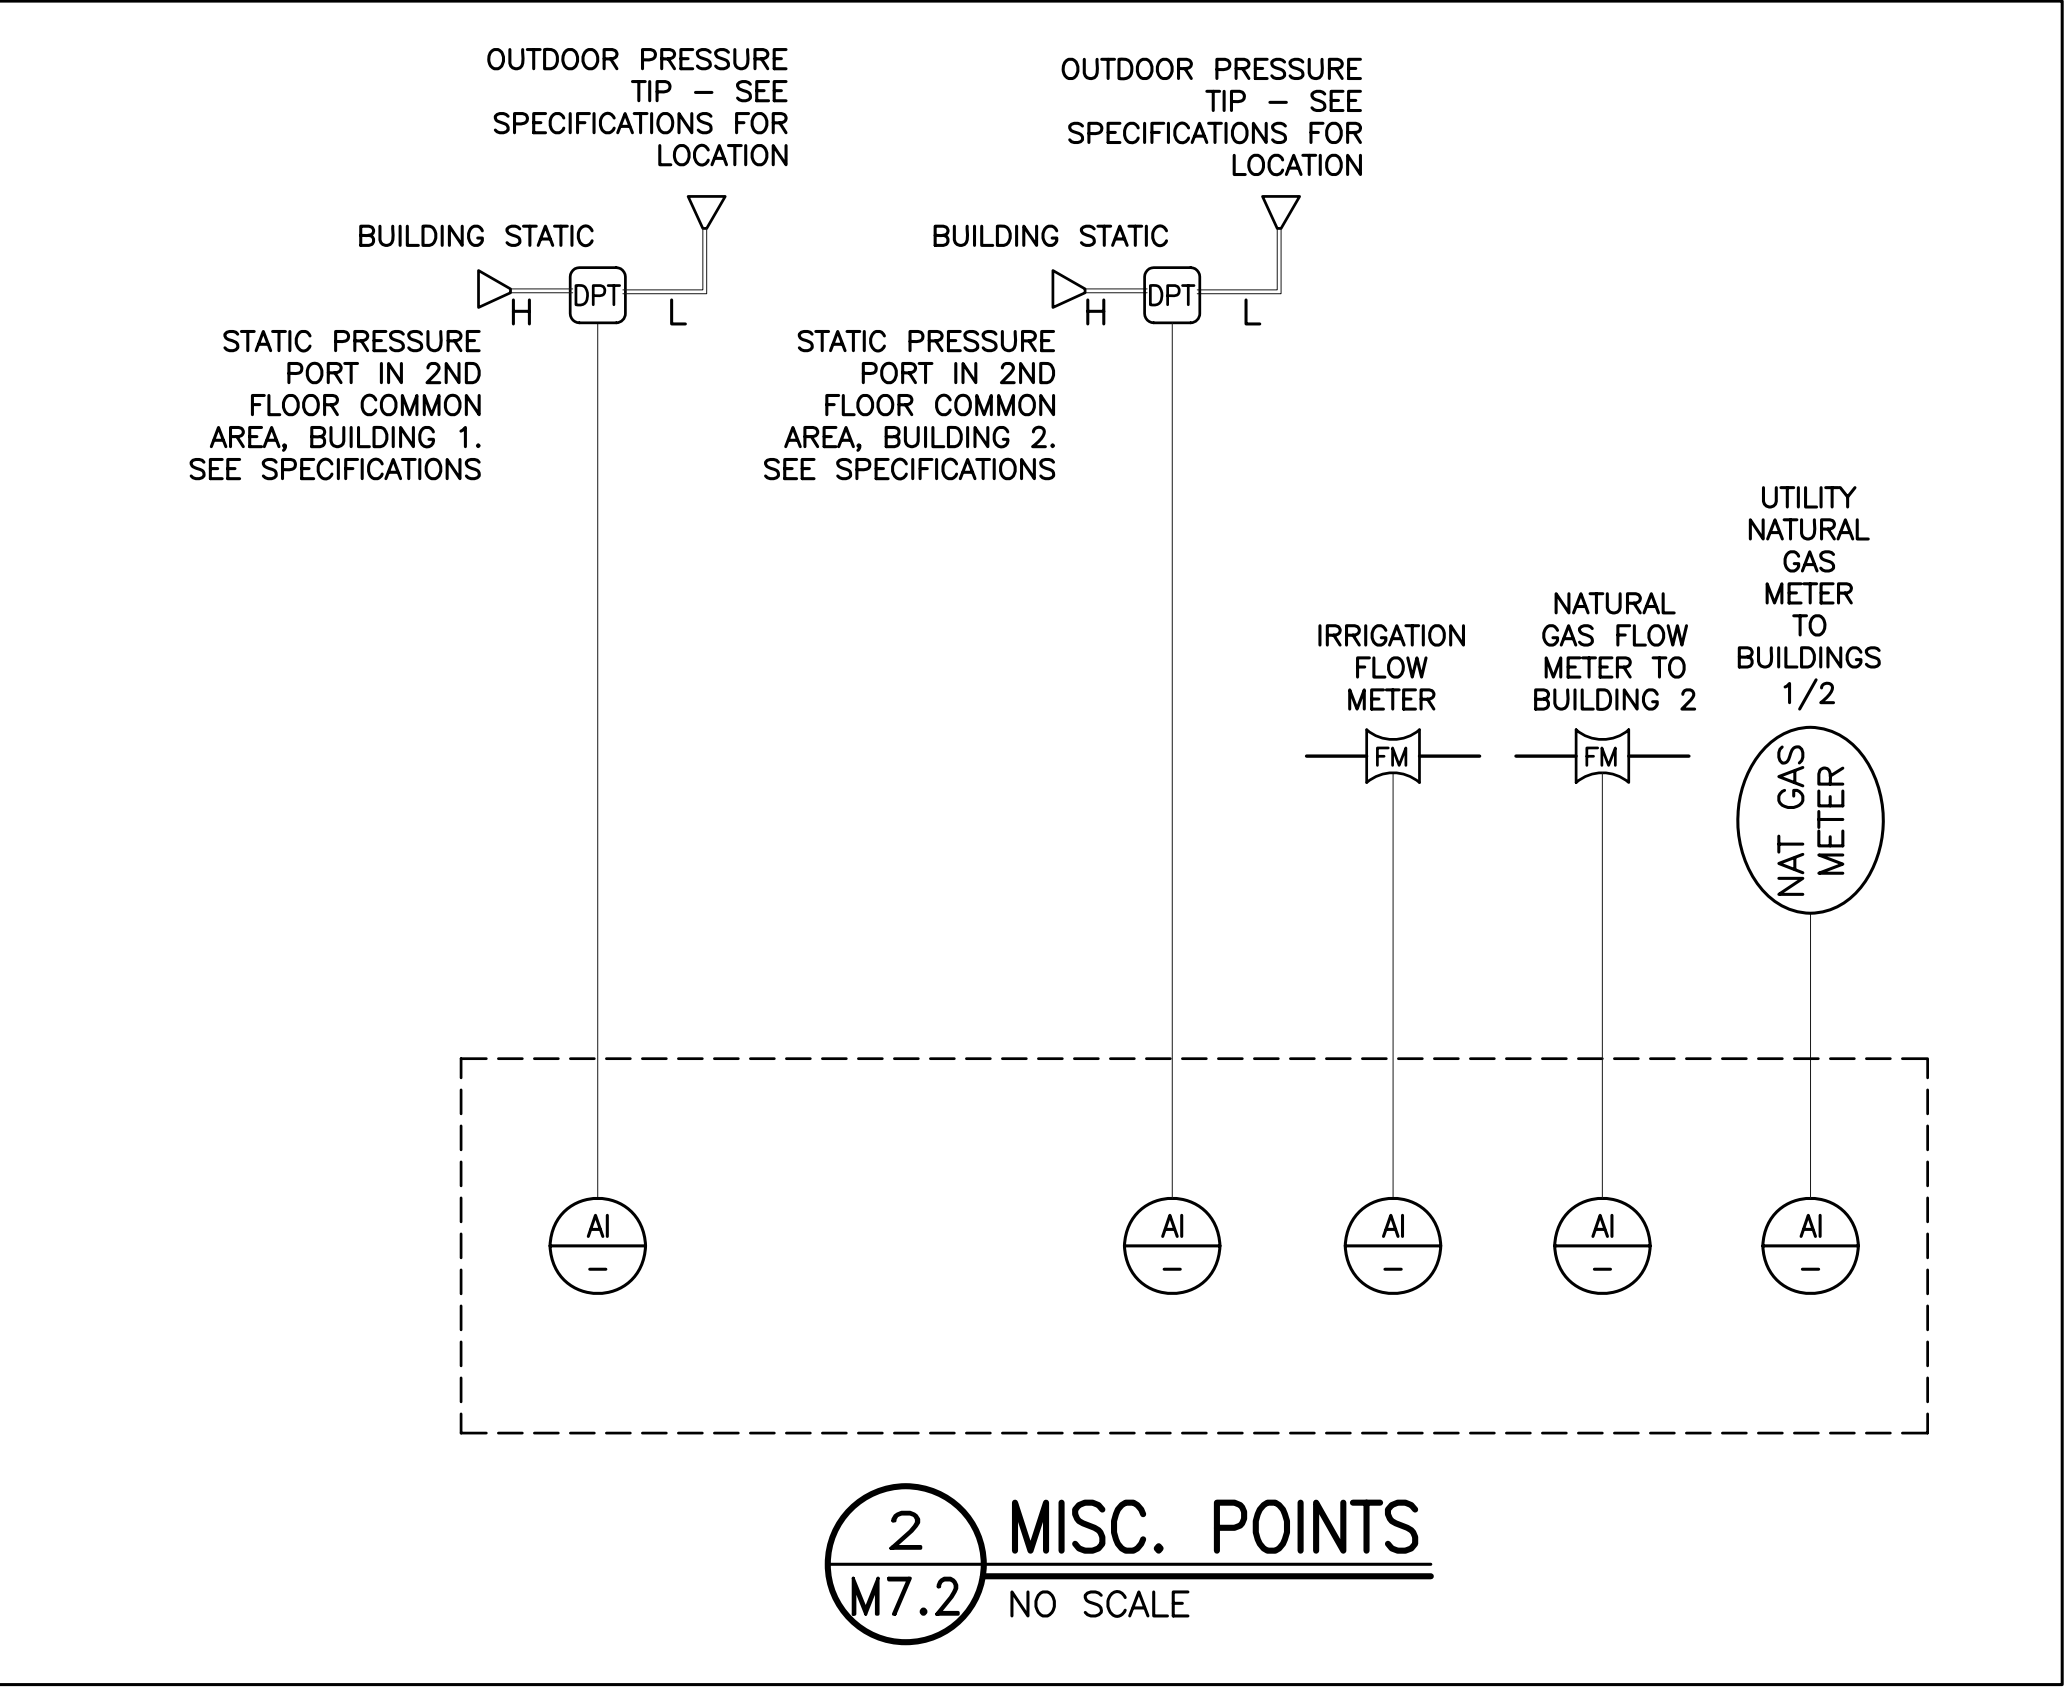 OUTDOOR PRESSURE
TIP - SEE
SPECIFICATIONS FOR
LOCATION
BUILDING STATIC
H
DPT
L
STATIC PRESSURE
PORT IN 2ND
FLOOR COMMON
AREA, BUILDING 1.
SEE SPECIFICATIONS
OUTDOOR PRESSURE
TIP - SEE
SPECIFICATIONS FOR
LOCATION
BUILDING STATIC
H
DPT
L
STATIC PRESSURE
PORT IN 2ND
FLOOR COMMON
AREA, BUILDING 2.
SEE SPECIFICATIONS
IRRIGATION
FLOW
METER
FM
NATURAL
GAS FLOW
METER TO
BUILDING 2
FM
UTILITY
NATURAL
GAS
METER
TO
BUILDINGS
1/2
NAT GAS
METER
AI
-
AI
-
AI
-
AI
-
AI
-
2
M7.2
MISC. POINTS
NO SCALE